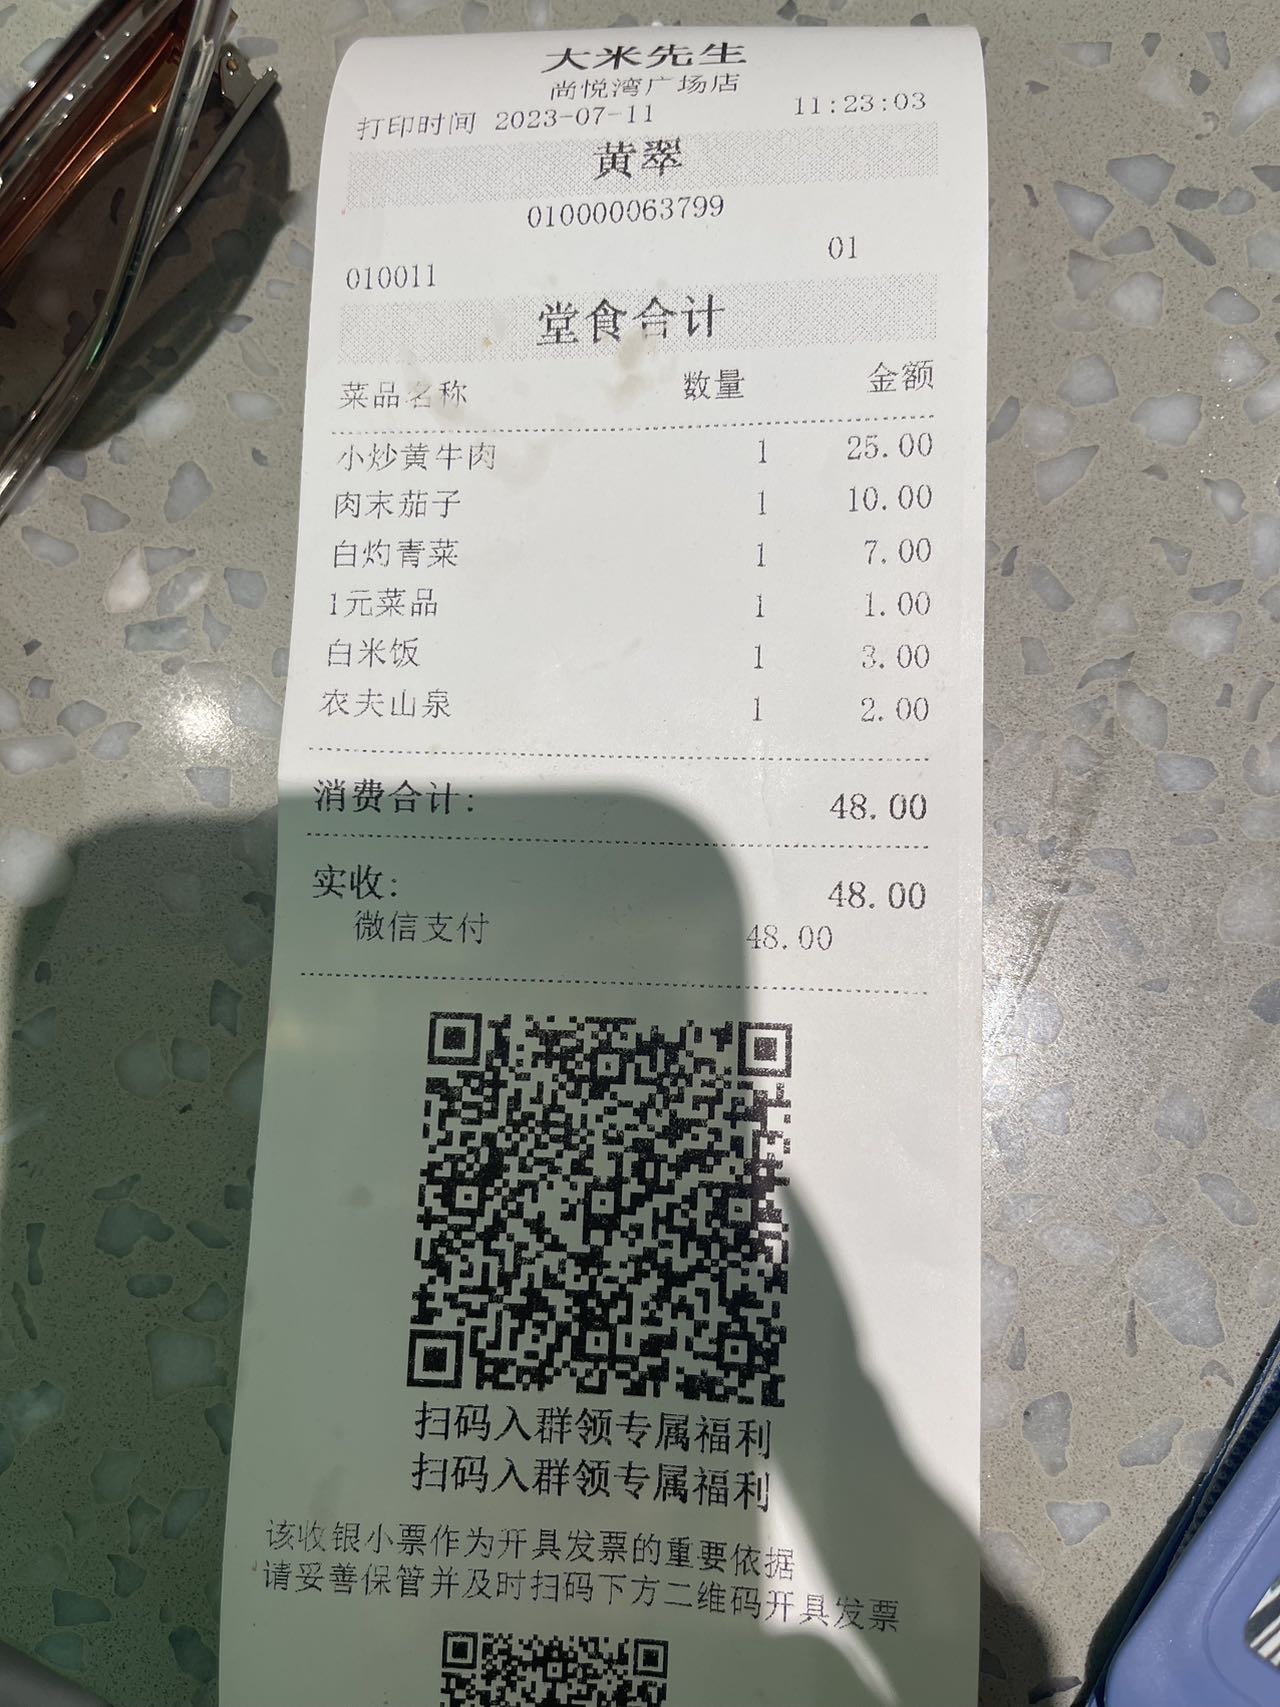 大米先生
尚悦湾广场店
打印时间 2023-07-11 11:23:03
黄翠
010000063799
010011 01
堂食合计
菜品名称 数量 金额
小炒黄牛肉 1 25.00
肉末茄子 1 10.00
白灼青菜 1 7.00
1元菜品 1 1.00
白米饭 1 3.00
农夫山泉 1 2.00
消费合计: 48.00
实收: 48.00
微信支付 48.00
扫码入群领专属福利
扫码入群领专属福利
该收银小票作为开具发票的重要依据
请妥善保管并及时扫码下方二维码开具发票